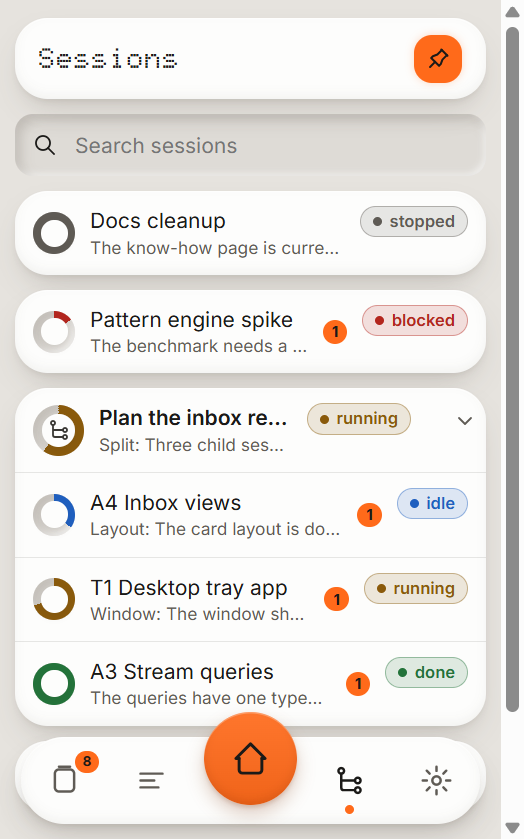 Sessions
Search sessions
Docs cleanup
stopped
The know-how page is curre...
Pattern engine spike
1
blocked
The benchmark needs a ...
Plan the inbox re...
running
Split: Three child ses...
A4 Inbox views
1
idle
Layout: The card layout is do...
T1 Desktop tray app
1
running
Window: The window sh...
A3 Stream queries
1
done
The queries have one type...
8